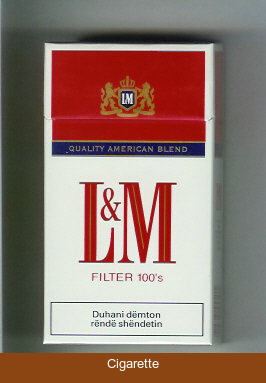 LM
QUALITY AMERICAN BLEND
L&M
FILTER 100's
Duhani dëmton
rëndë shëndetin
Cigarette